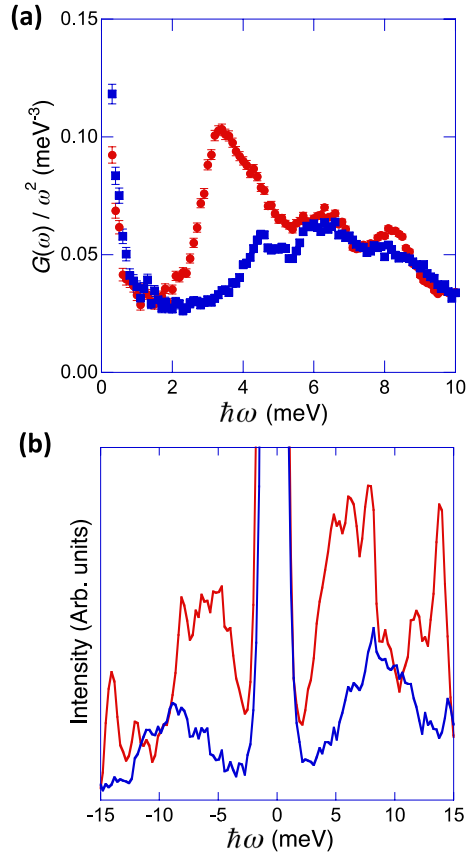 (a)
0.15
0.10
0.05
0.00
G(ω) / ω² (meV⁻³)
0 2 4 6 8 10
ℏω (meV)
(b)
Intensity (Arb. units)
-15 -10 -5 0 5 10 15
ℏω (meV)